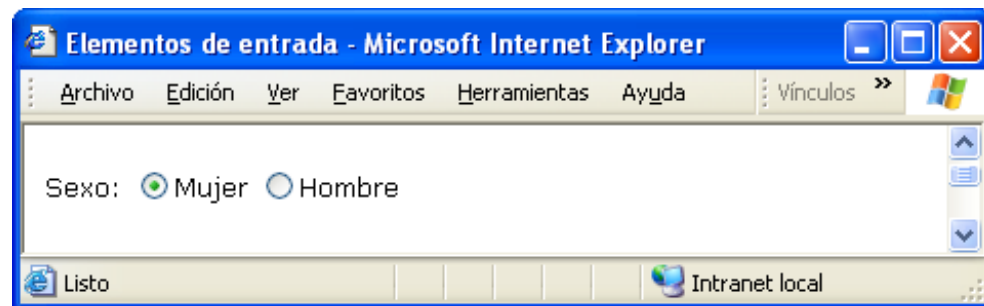 Elementos de entrada - Microsoft Internet Explorer
Archivo Edición Ver Favoritos Herramientas Ayuda Vínculos »
Sexo: Mujer Hombre
Listo Intranet local